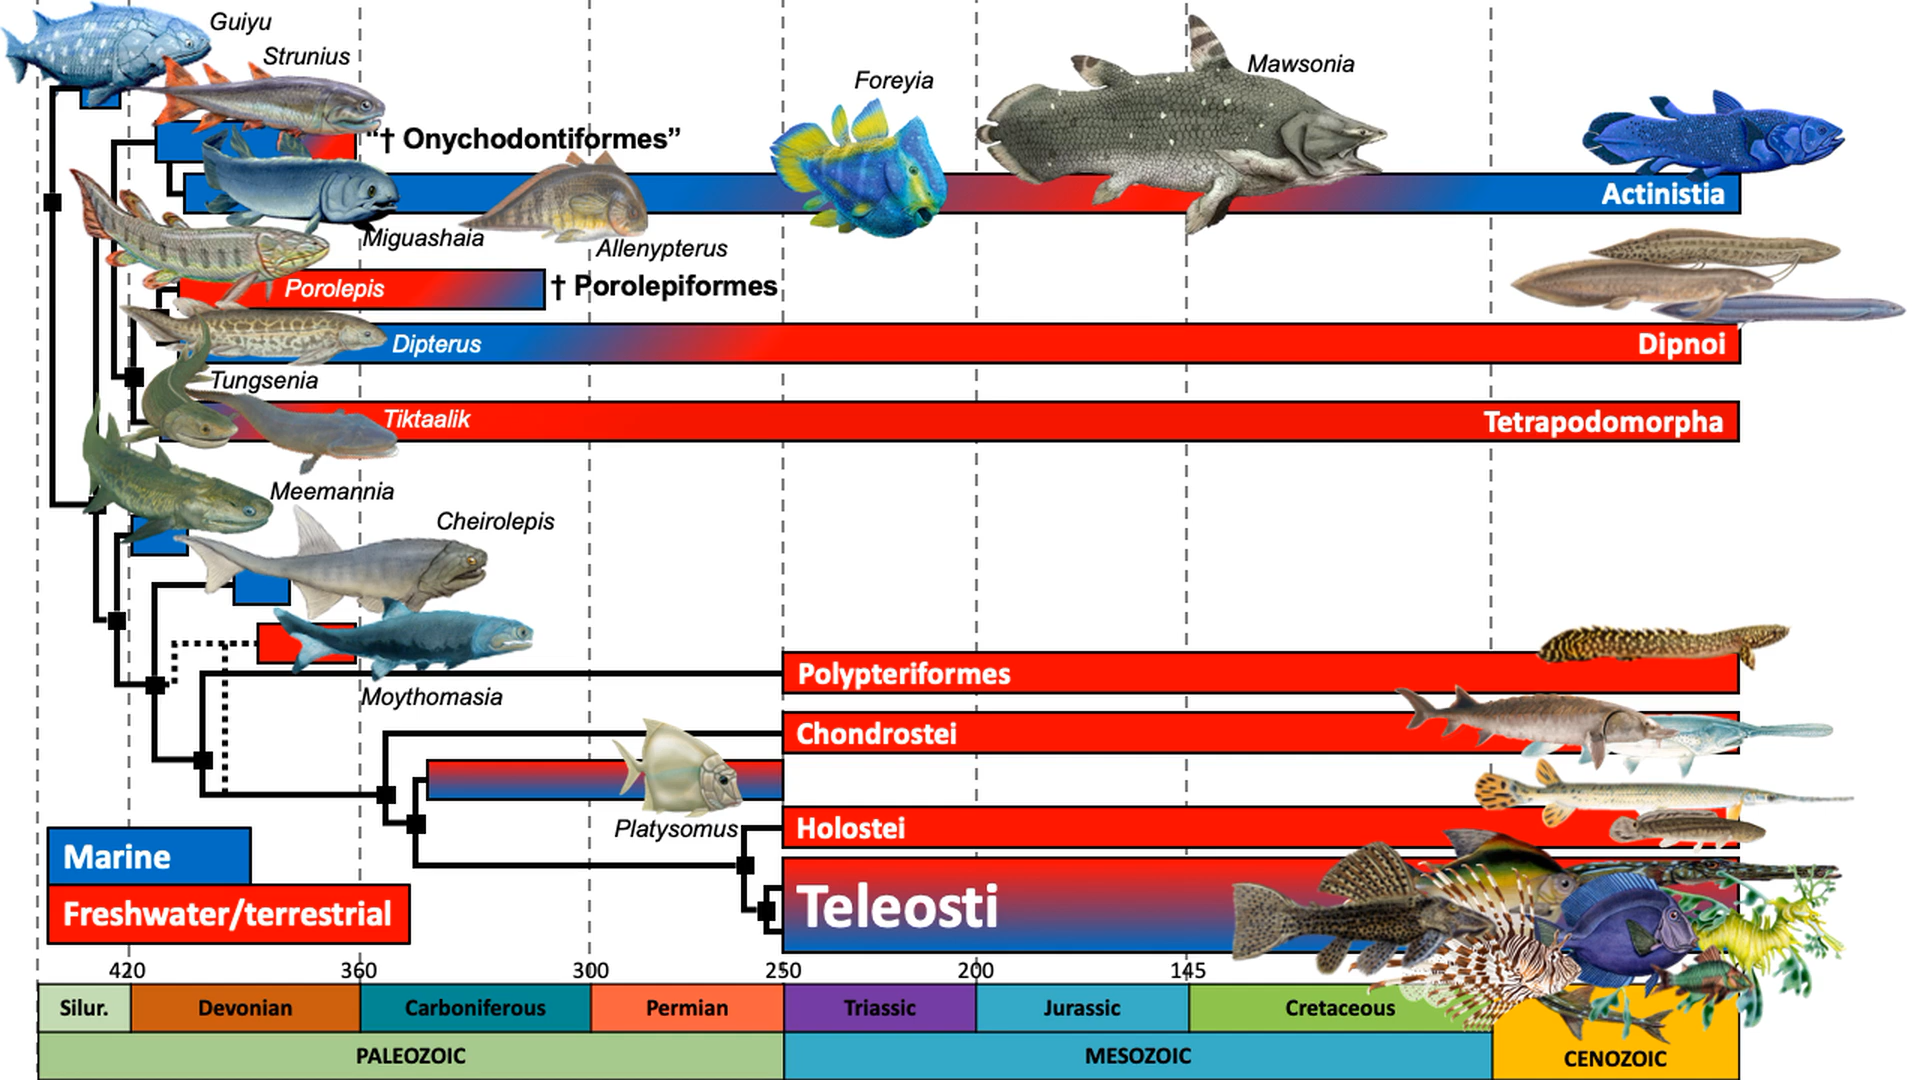 Guiyu
Strunius
Foreyia
Mawsonia
“† Onychodontiformes”
Actinistia
Miguashaia
Allenypterus
Porolepis
† Porolepiformes
Dipterus
Dipnoi
Tungsenia
Tiktaalik
Tetrapodomorpha
Meemannia
Cheirolepis
Polypteriformes
Moythomasia
Chondrostei
Platysomus
Holostei
Marine
Teleosti
Freshwater/terrestrial
420 360 300 250 200 145
Silur. Devonian Carboniferous Permian Triassic Jurassic Cretaceous
PALEOZOIC MESOZOIC CENOZOIC